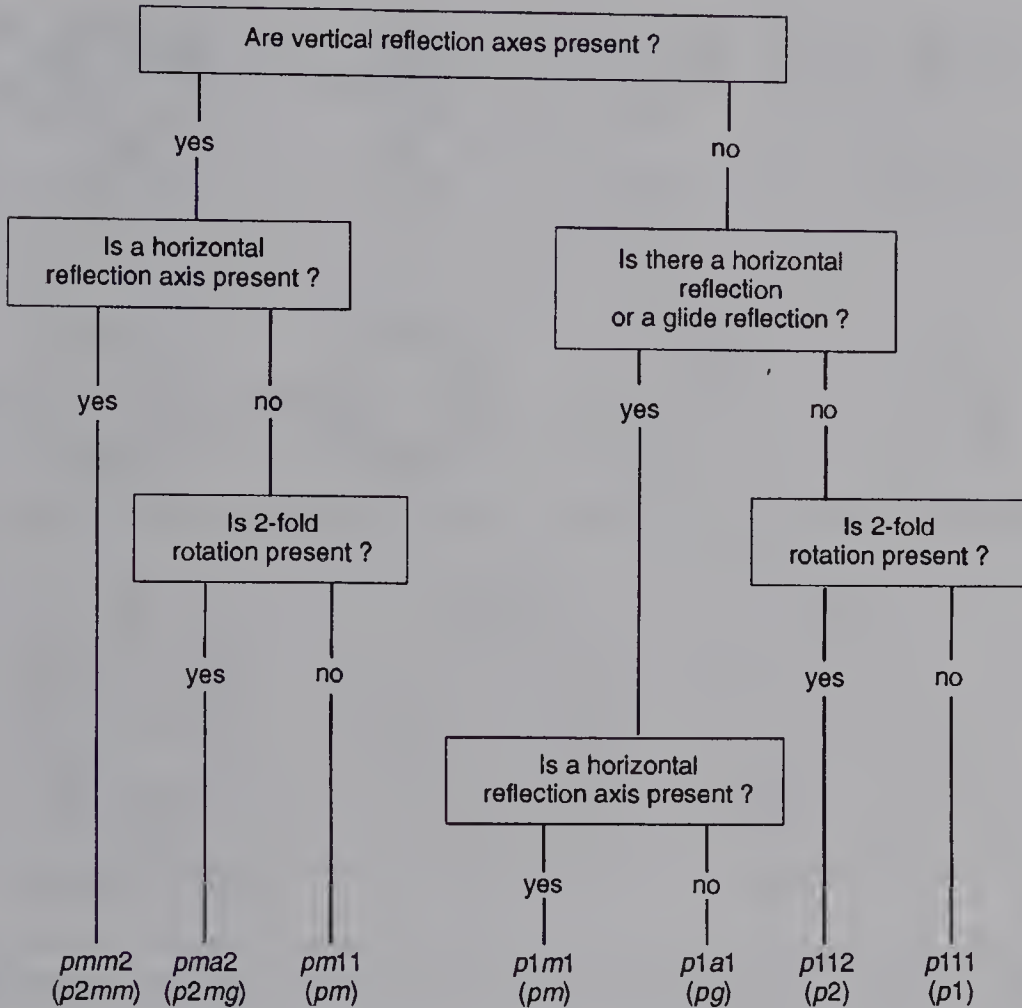 Are vertical reflection axes present ?
yes
no
Is a horizontal
reflection axis present ?
Is there a horizontal
reflection
or a glide reflection ?
yes
no
yes
no
Is 2-fold
rotation present ?
Is 2-fold
rotation present ?
yes
no
yes
no
Is a horizontal
reflection axis present ?
yes
no
pmm2
(p2mm)
pma2
(p2mg)
pm11
(pm)
p1m1
(pm)
p1a1
(pg)
p112
(p2)
p111
(p1)